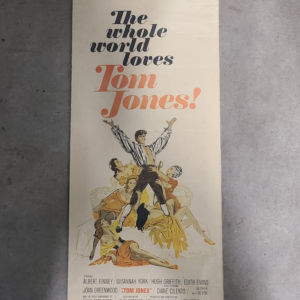 The
whole
world
loves
Tom
Jones!
ALBERT FINNEY / SUSANNAH YORK / HUGH GRIFFITH / EDITH EVANS
JOAN GREENWOOD "TOM JONES" DIANE CILENTO